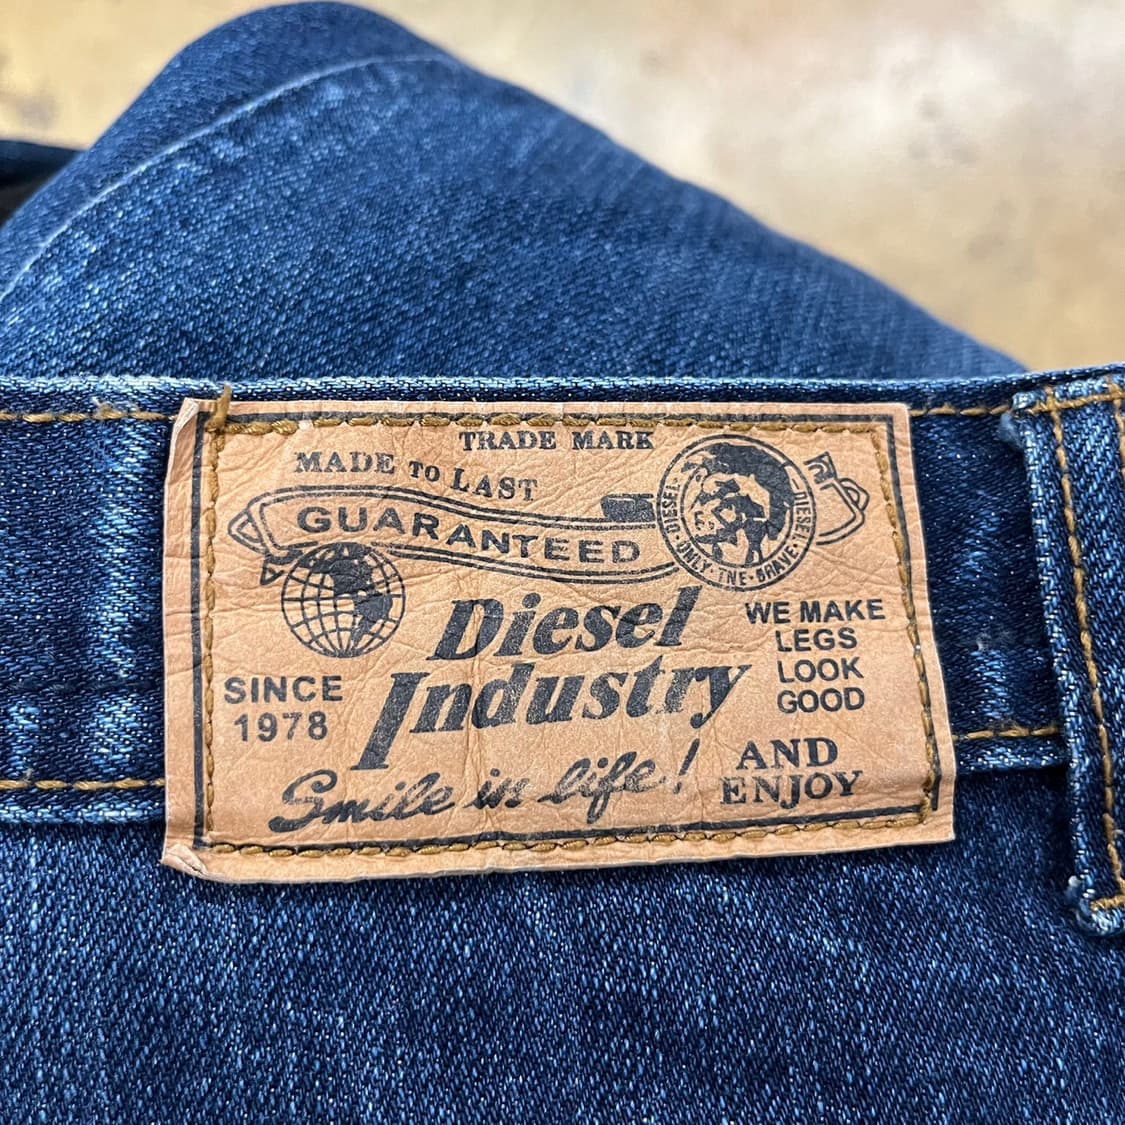 TRADE MARK
MADE TO LAST
GUARANTEED
DIESEL · ONLY · THE · BRAVE · DIESEL
Diesel
Industry
SINCE
1978
WE MAKE
LEGS
LOOK
GOOD
AND
ENJOY
Smile in life!